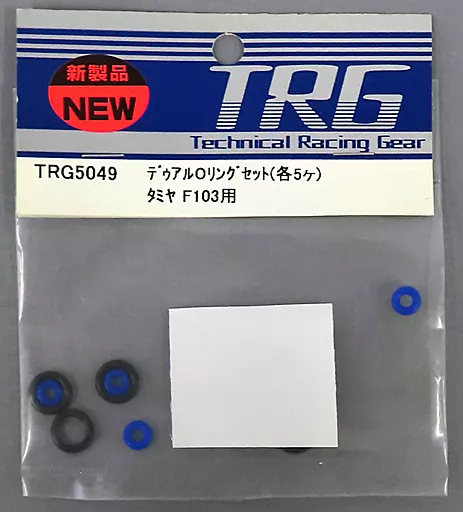 新製品
NEW
TRG
Technical Racing Gear
TRG5049 ﾃﾞｭｱﾙOﾘﾝｸﾞｾｯﾄ(各5ヶ)
ﾀﾐﾔ F103用